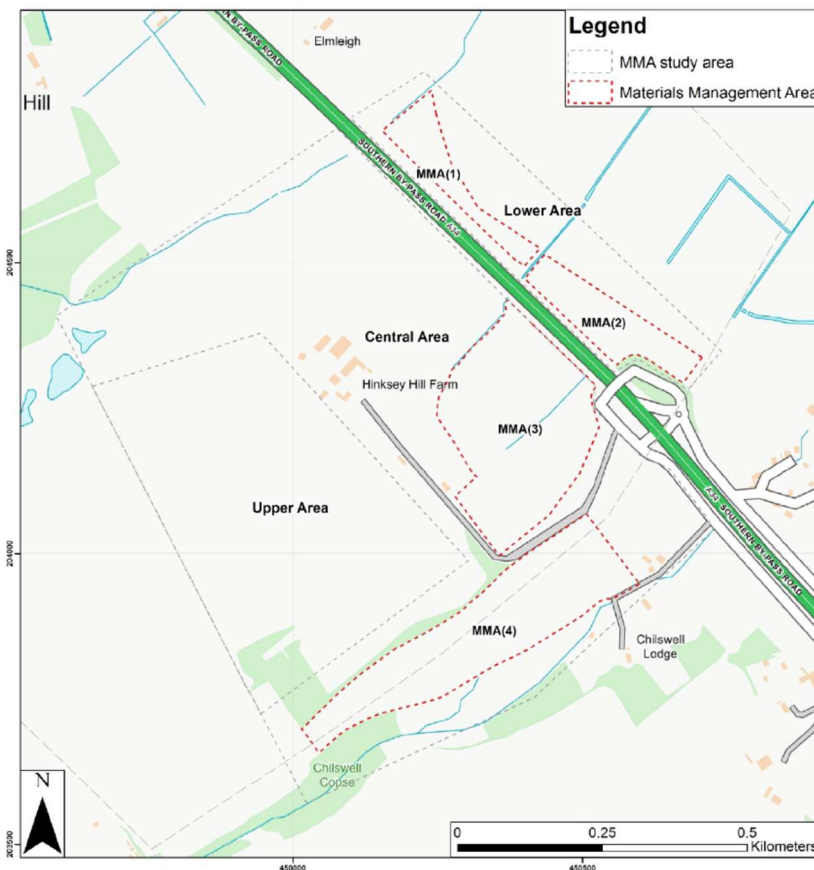 Legend
MMA study area
Materials Management Area
SOUTHERN BY-PASS ROAD
Elmleigh
Hill
SOUTHERN BY-PASS ROAD A34
MMA(1)
Lower Area
204500
MMA(2)
Central Area
Hinksey Hill Farm
MMA(3)
A34 SOUTHERN BY-PASS ROAD
Upper Area
204000
MMA(4)
Chilswell
Lodge
Chilswell
Copse
N
0 0.25 0.5
Kilometers
203500
450000
450500